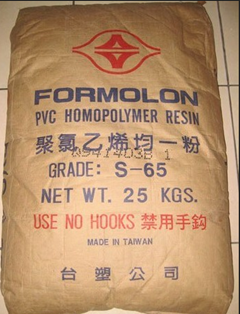 FORMOLON
PVC HOMOPOLYMER RESIN
聚氯乙烯均一粉
GRADE: S-65
NET WT. 25 KGS.
USE NO HOOKS 禁用手鈎
MADE IN TAIWAN
台塑公司